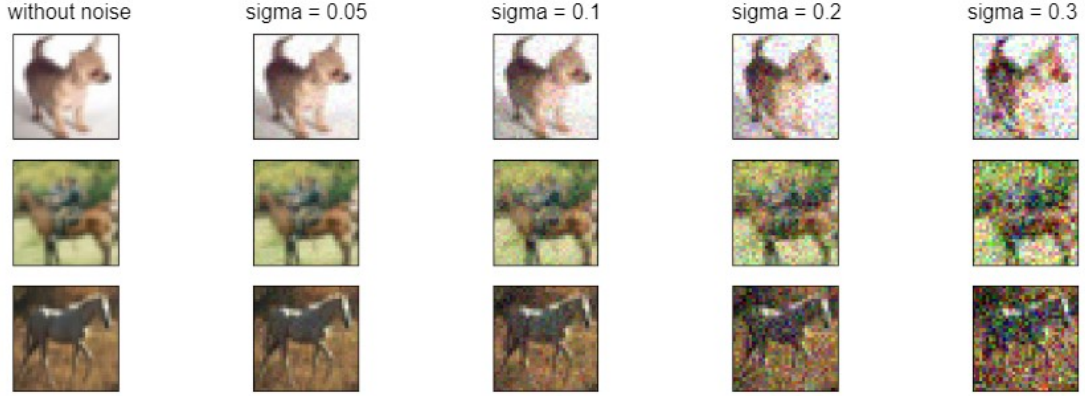 without noise sigma = 0.05 sigma = 0.1 sigma = 0.2 sigma = 0.3